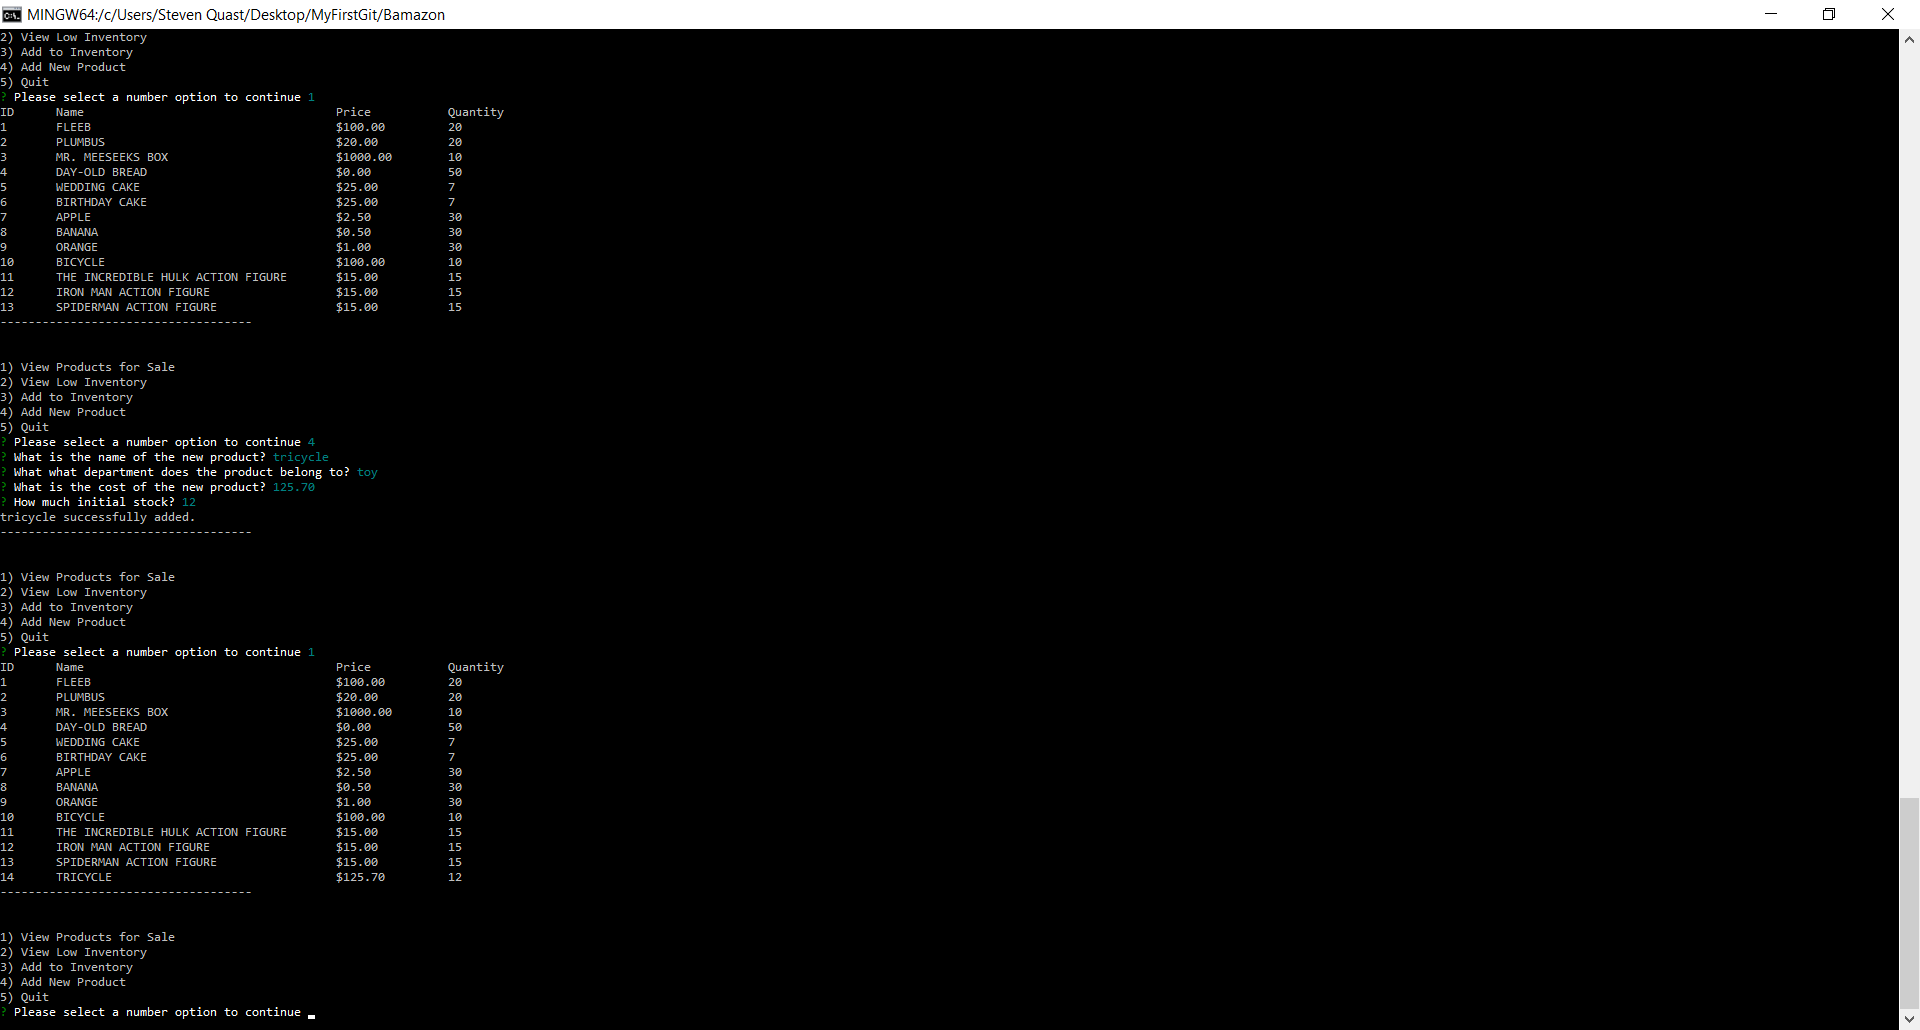 MINGW64:/c/Users/Steven Quast/Desktop/MyFirstGit/Bamazon
2) View Low Inventory
3) Add to Inventory
4) Add New Product
5) Quit
? Please select a number option to continue 1
ID Name Price Quantity
1 FLEEB $100.00 20
2 PLUMBUS $20.00 20
3 MR. MEESEEKS BOX $1000.00 10
4 DAY-OLD BREAD $0.00 50
5 WEDDING CAKE $25.00 7
6 BIRTHDAY CAKE $25.00 7
7 APPLE $2.50 30
8 BANANA $0.50 30
9 ORANGE $1.00 30
10 BICYCLE $100.00 10
11 THE INCREDIBLE HULK ACTION FIGURE $15.00 15
12 IRON MAN ACTION FIGURE $15.00 15
13 SPIDERMAN ACTION FIGURE $15.00 15
------------------------------------
1) View Products for Sale
2) View Low Inventory
3) Add to Inventory
4) Add New Product
5) Quit
? Please select a number option to continue 4
? What is the name of the new product? tricycle
? What what department does the product belong to? toy
? What is the cost of the new product? 125.70
? How much initial stock? 12
tricycle successfully added.
------------------------------------
1) View Products for Sale
2) View Low Inventory
3) Add to Inventory
4) Add New Product
5) Quit
? Please select a number option to continue 1
ID Name Price Quantity
1 FLEEB $100.00 20
2 PLUMBUS $20.00 20
3 MR. MEESEEKS BOX $1000.00 10
4 DAY-OLD BREAD $0.00 50
5 WEDDING CAKE $25.00 7
6 BIRTHDAY CAKE $25.00 7
7 APPLE $2.50 30
8 BANANA $0.50 30
9 ORANGE $1.00 30
10 BICYCLE $100.00 10
11 THE INCREDIBLE HULK ACTION FIGURE $15.00 15
12 IRON MAN ACTION FIGURE $15.00 15
13 SPIDERMAN ACTION FIGURE $15.00 15
14 TRICYCLE $125.70 12
------------------------------------
1) View Products for Sale
2) View Low Inventory
3) Add to Inventory
4) Add New Product
5) Quit
? Please select a number option to continue